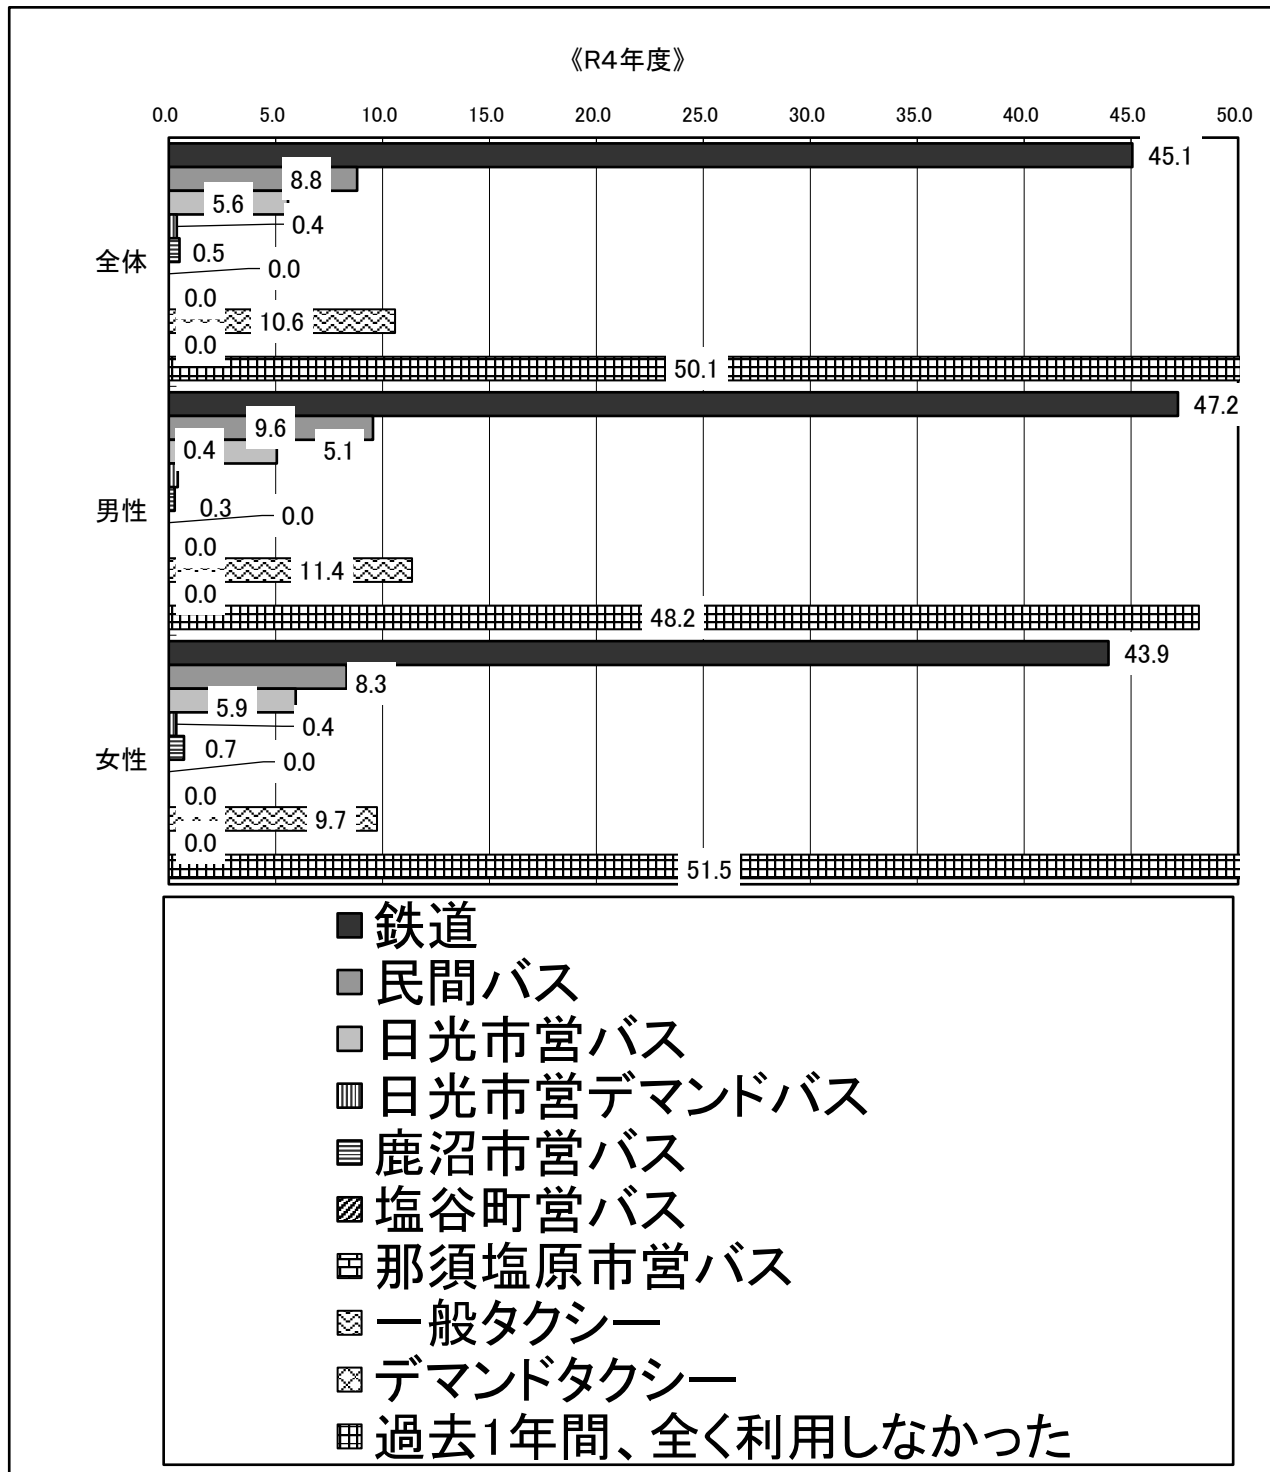 《R4年度》
0.0 5.0 10.0 15.0 20.0 25.0 30.0 35.0 40.0 45.0 50.0
全体
45.1
8.8
5.6
0.4
0.5
0.0
0.0
10.6
0.0
50.1
男性
47.2
9.6
5.1
0.4
0.3
0.0
0.0
11.4
0.0
48.2
女性
43.9
8.3
5.9
0.4
0.7
0.0
0.0
9.7
0.0
51.5
鉄道
民間バス
日光市営バス
日光市営デマンドバス
鹿沼市営バス
塩谷町営バス
那須塩原市営バス
一般タクシー
デマンドタクシー
過去1年間、全く利用しなかった